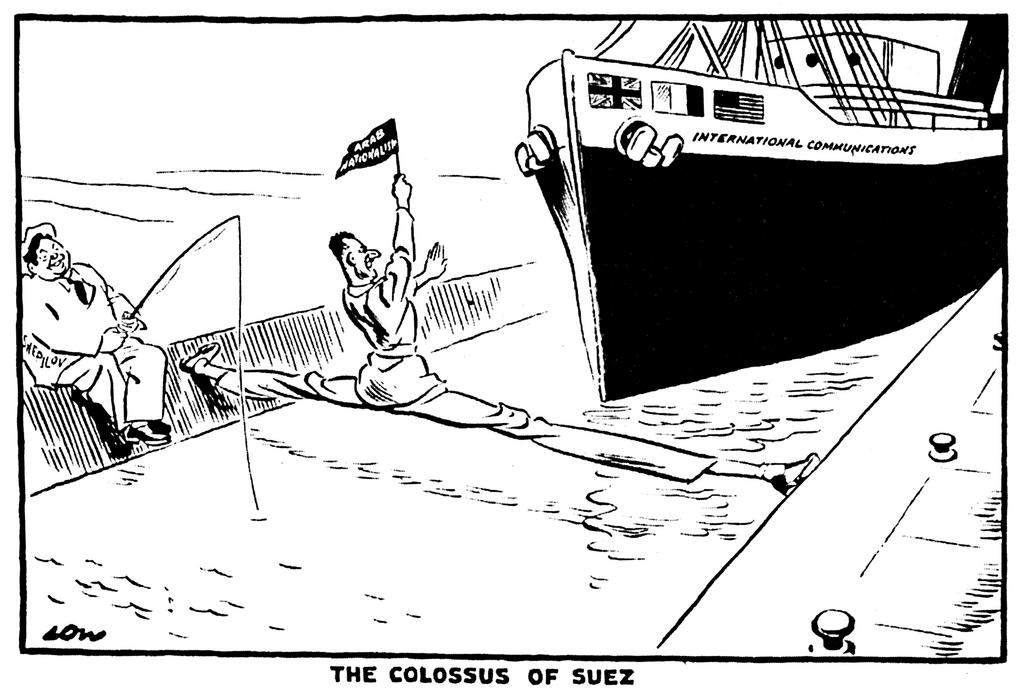 ARAB
NATIONALISM
INTERNATIONAL COMMUNICATIONS
SHEPILOV
LOW
THE COLOSSUS OF SUEZ